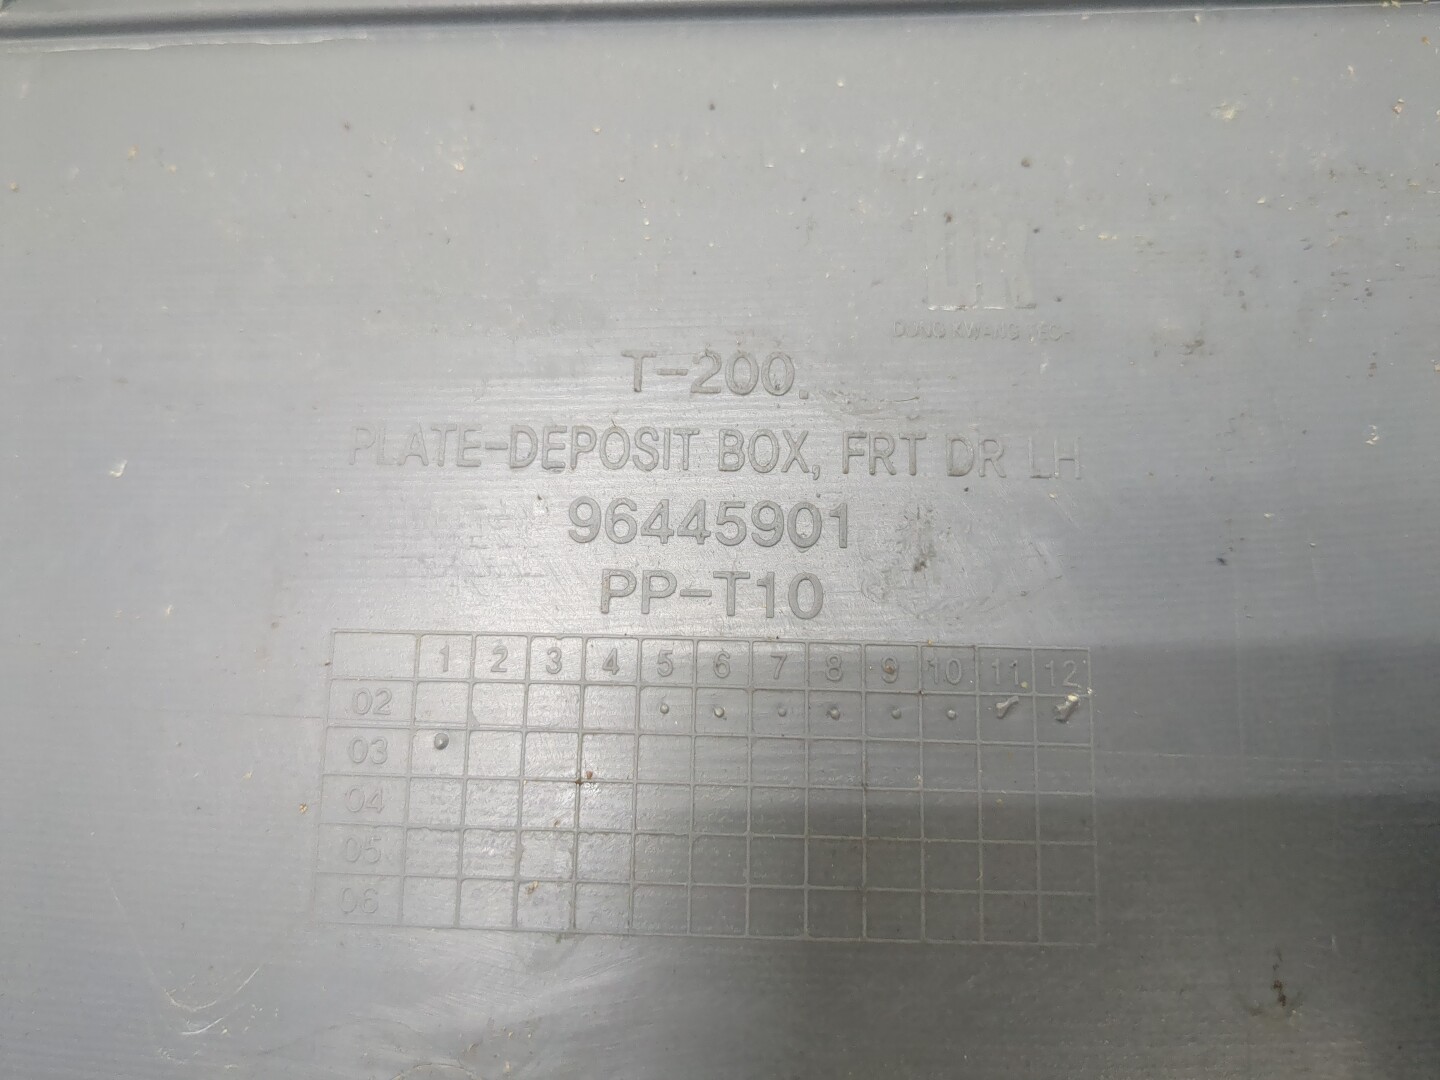 DONG KWANG TECH
T-200.
PLATE-DEPOSIT BOX, FRT DR LH
96445901
PP-T10
1 2 3 4 5 6 7 8 9 10 11 12
02
03
04
05
06